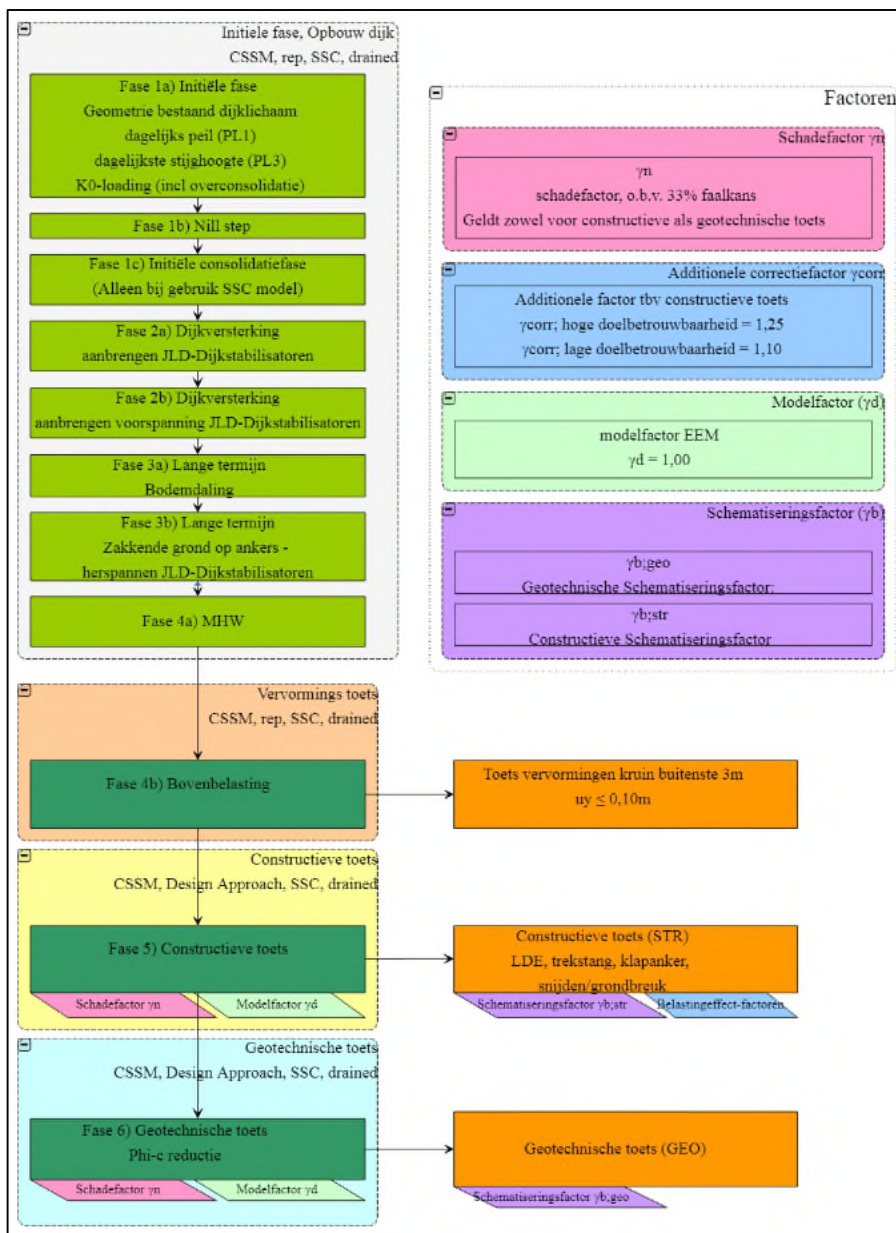 Initiele fase, Opbouw dijk
CSSM, rep, SSC, drained
Fase 1a) Initiële fase
Geometrie bestaand dijklichaam
dagelijks peil (PL1)
dagelijkste stijghoogte (PL3)
K0-loading (incl overconsolidatie)
Fase 1b) Nill step
Fase 1c) Initiële consolidatiefase
(Alleen bij gebruik SSC model)
Fase 2a) Dijkversterking
aanbrengen JLD-Dijkstabilisatoren
Fase 2b) Dijkversterking
aanbrengen voorspanning JLD-Dijkstabilisatoren
Fase 3a) Lange termijn
Bodemdaling
Fase 3b) Lange termijn
Zakkende grond op ankers -
herspannen JLD-Dijkstabilisatoren
Fase 4a) MHW
Factoren
Schadefactor γn
γn
schadefactor, o.b.v. 33% faalkans
Geldt zowel voor constructieve als geotechnische toets
Additionele correctiefactor γcorr
Additionele factor tbv constructieve toets
γcorr; hoge doelbetrouwbaarheid = 1,25
γcorr; lage doelbetrouwbaarheid = 1,10
Modelfactor (γd)
modelfactor EEM
γd = 1,00
Schematiseringsfactor (γb)
γb;geo
Geotechnische Schematiseringsfactor:
γb;str
Constructieve Schematiseringsfactor
Vervormings toets
CSSM, rep, SSC, drained
Fase 4b) Bovenbelasting
Toets vervormingen kruin buitenste 3m
uy ≤ 0,10m
Constructieve toets
CSSM, Design Approach, SSC, drained
Fase 5) Constructieve toets
Schadefactor γn
Modelfactor γd
Constructieve toets (STR)
LDE, trekstang, klapanker,
snijden/grondbreuk
Schematiseringsfactor γb;str
Belastingeffect-factoren
Geotechnische toets
CSSM, Design Approach, SSC, drained
Fase 6) Geotechnische toets
Phi-c reductie
Schadefactor γn
Modelfactor γd
Geotechnische toets (GEO)
Schematiseringsfactor γb;geo